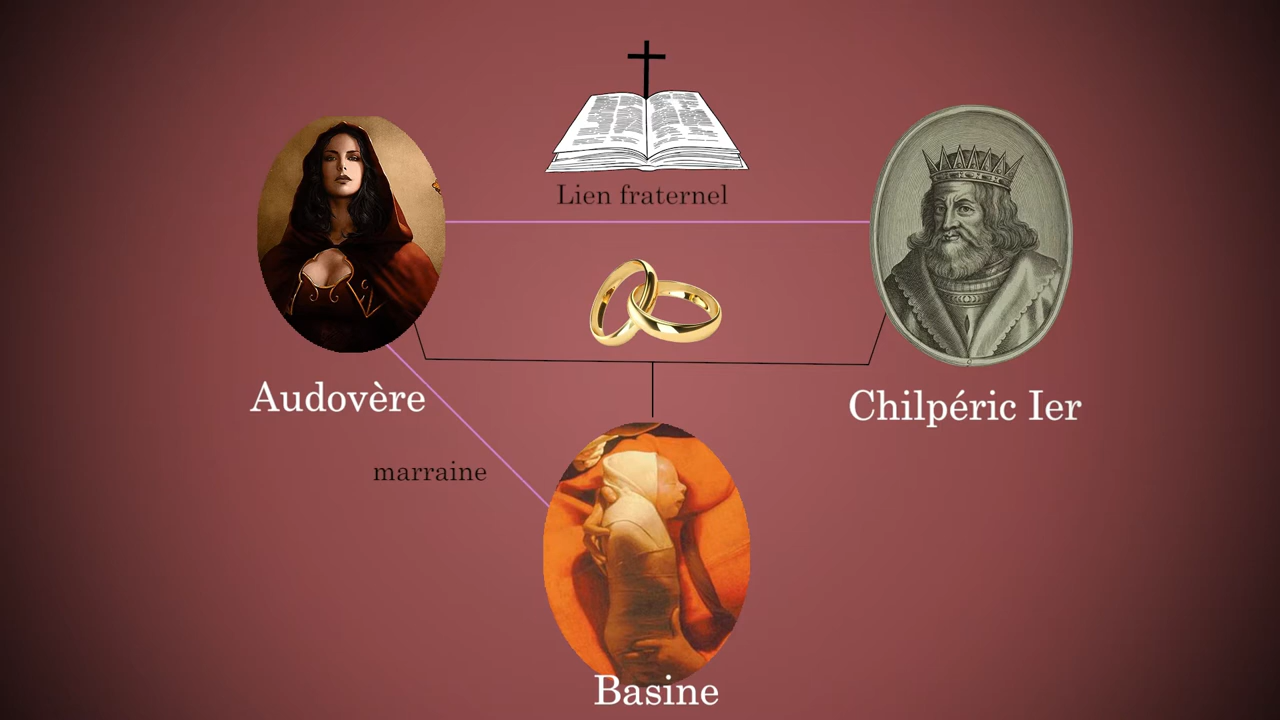 Lien fraternel
Audovère
Chilpéric Ier
marraine
Basine